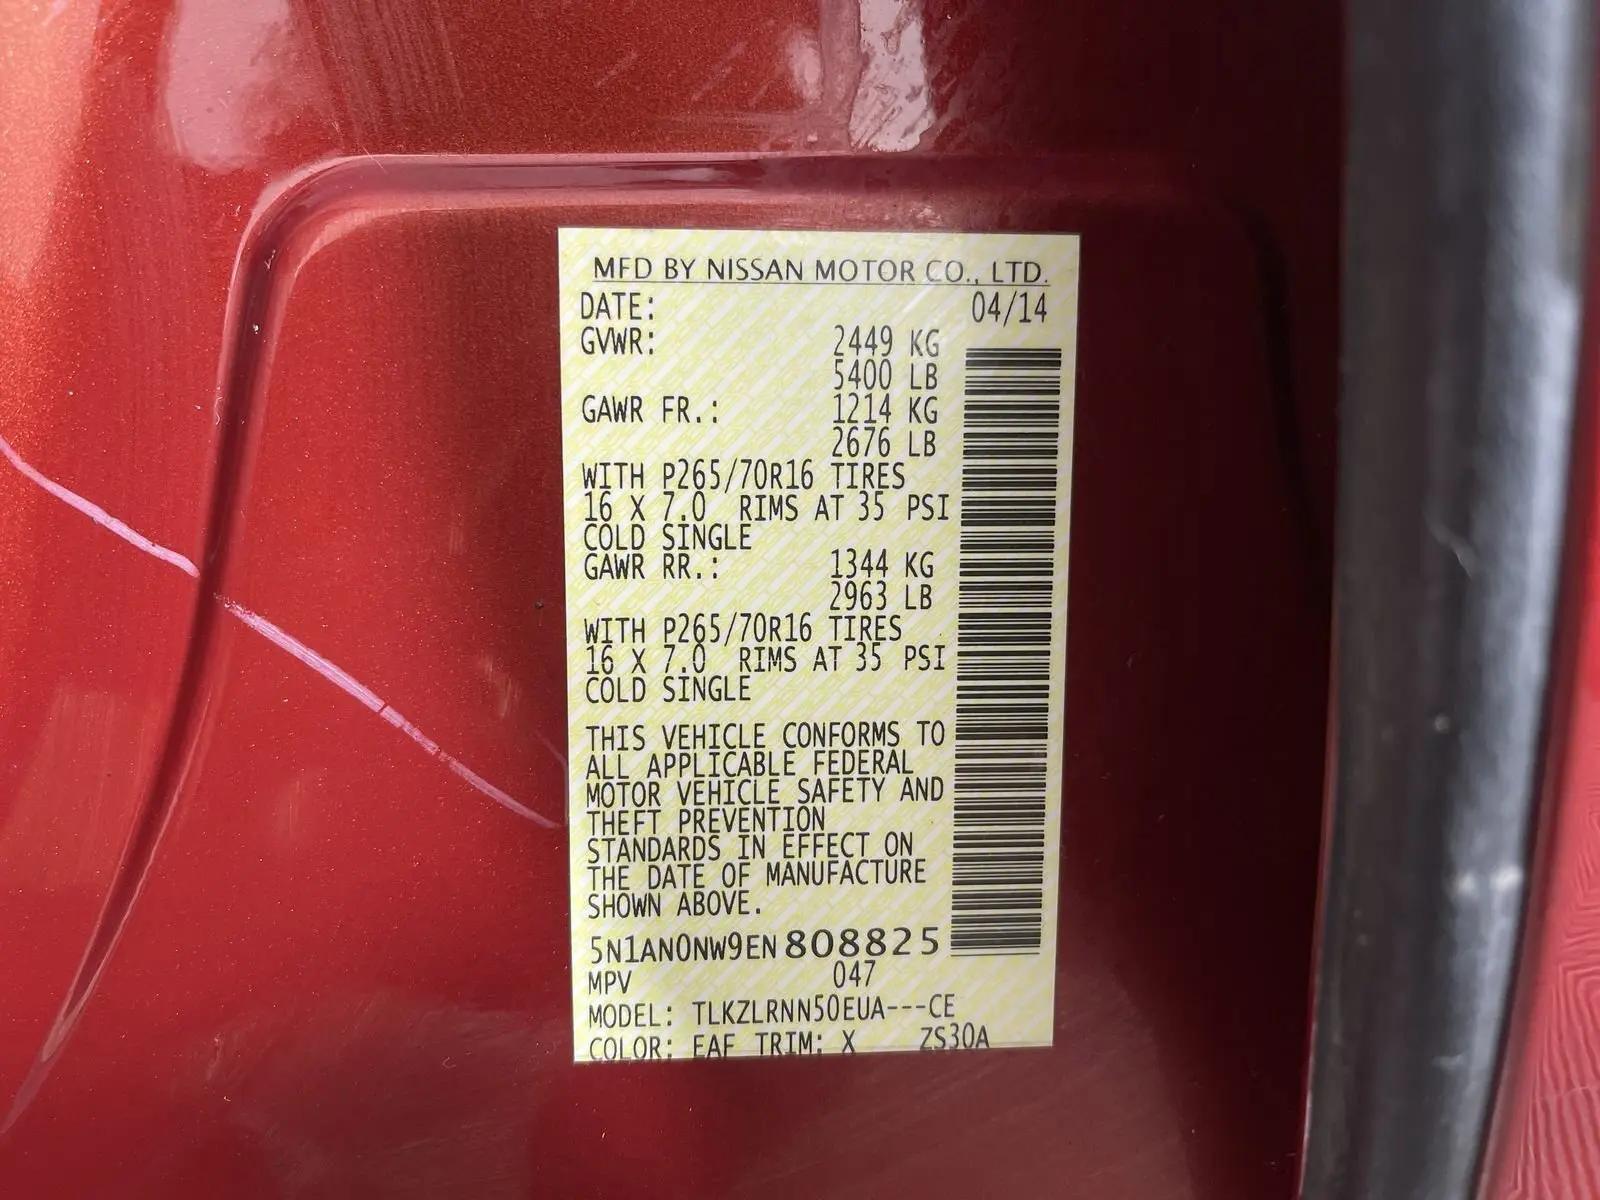 MFD BY NISSAN MOTOR CO., LTD.
DATE: 04/14
GVWR: 2449 KG
5400 LB
GAWR FR.: 1214 KG
2676 LB
WITH P265/70R16 TIRES
16 X 7.0 RIMS AT 35 PSI
COLD SINGLE
GAWR RR.: 1344 KG
2963 LB
WITH P265/70R16 TIRES
16 X 7.0 RIMS AT 35 PSI
COLD SINGLE
THIS VEHICLE CONFORMS TO
ALL APPLICABLE FEDERAL
MOTOR VEHICLE SAFETY AND
THEFT PREVENTION
STANDARDS IN EFFECT ON
THE DATE OF MANUFACTURE
SHOWN ABOVE.
5N1AN0NW9EN808825
MPV 047
MODEL: TLKZLRNN50EUA---CE
COLOR: EAF TRIM: X ZS30A